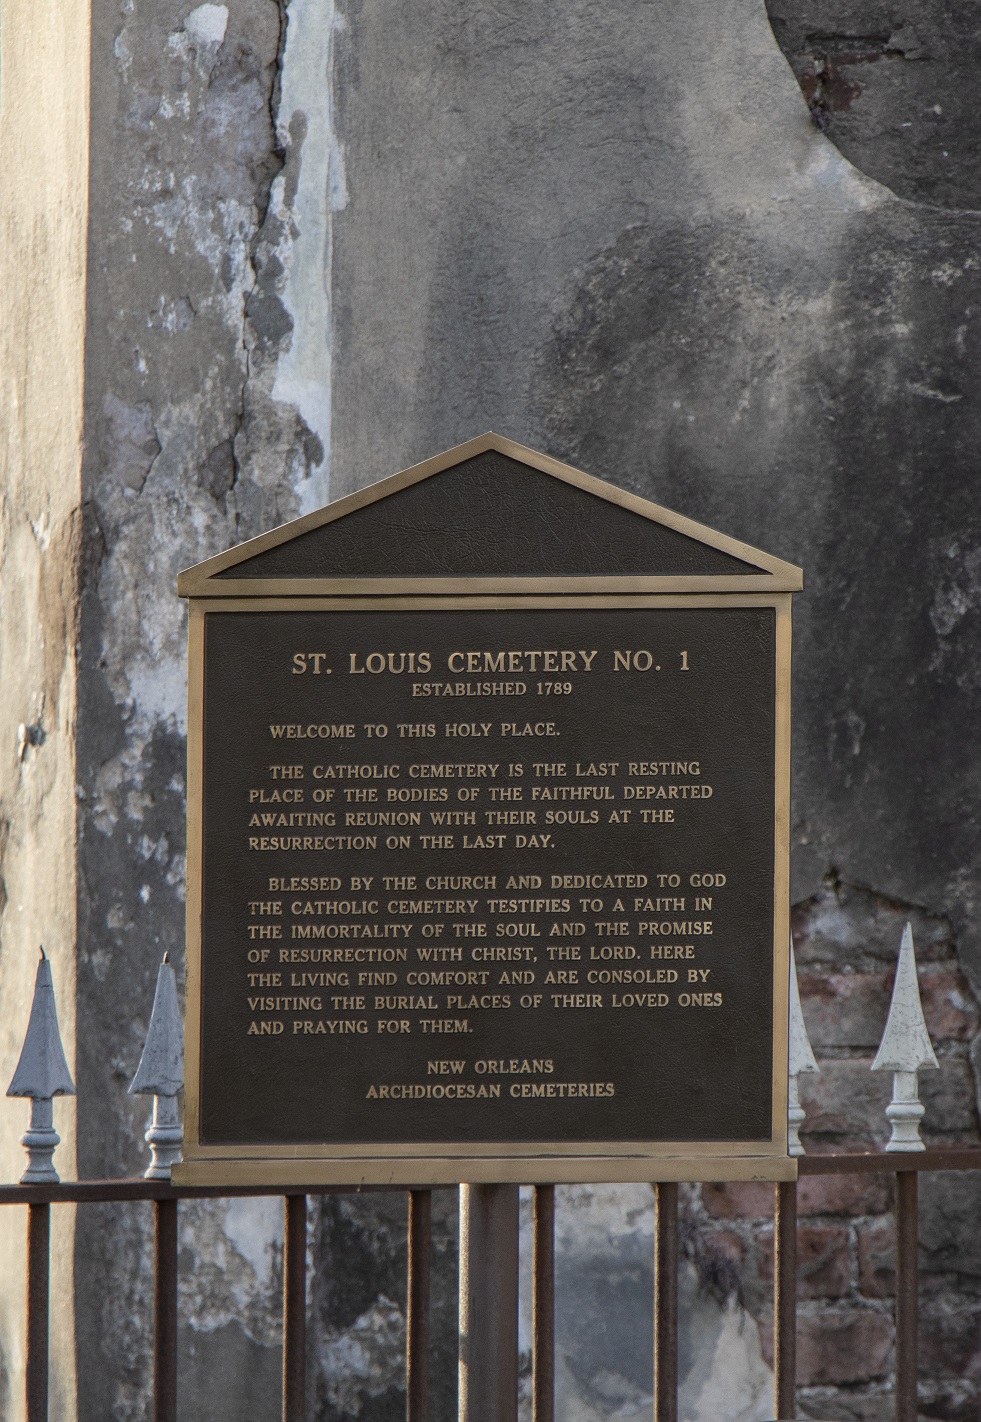 ST. LOUIS CEMETERY NO. 1
ESTABLISHED 1789
WELCOME TO THIS HOLY PLACE.
THE CATHOLIC CEMETERY IS THE LAST RESTING
PLACE OF THE BODIES OF THE FAITHFUL DEPARTED
AWAITING REUNION WITH THEIR SOULS AT THE
RESURRECTION ON THE LAST DAY.
BLESSED BY THE CHURCH AND DEDICATED TO GOD
THE CATHOLIC CEMETERY TESTIFIES TO A FAITH IN
THE IMMORTALITY OF THE SOUL AND THE PROMISE
OF RESURRECTION WITH CHRIST, THE LORD. HERE
THE LIVING FIND COMFORT AND ARE CONSOLED BY
VISITING THE BURIAL PLACES OF THEIR LOVED ONES
AND PRAYING FOR THEM.
NEW ORLEANS
ARCHDIOCESAN CEMETERIES